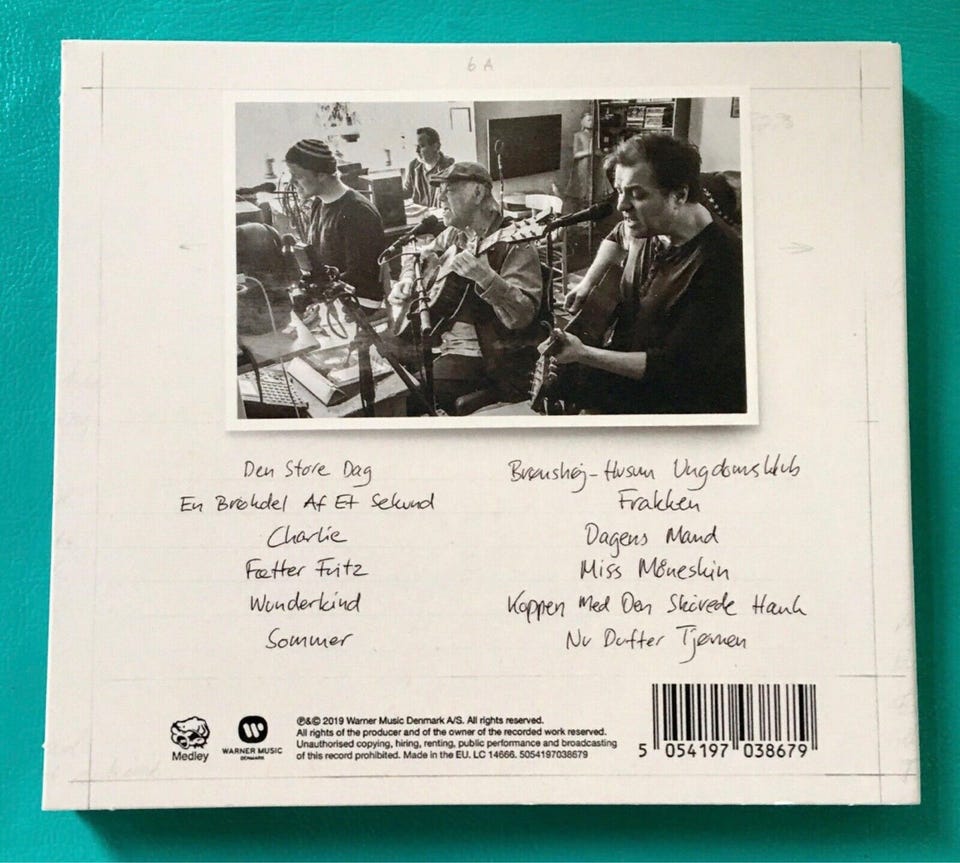 6 A
Den Store Dag
En Brøkdel Af Et Sekund
Charlie
Fætter Fritz
Wunderkind
Sommer
Brønshøj-Husum Ungdomsklub
Frakken
Dagens Mand
Miss Måneskin
Koppen Med Den Skårede Hank
Nu Dufter Tjørnen
Medley
WARNER MUSIC
DENMARK
℗&© 2019 Warner Music Denmark A/S. All rights reserved.
All rights of the producer and of the owner of the recorded work reserved.
Unauthorised copying, hiring, renting, public performance and broadcasting
of this record prohibited. Made in the EU. LC 14666. 5054197038679
5 054197 038679